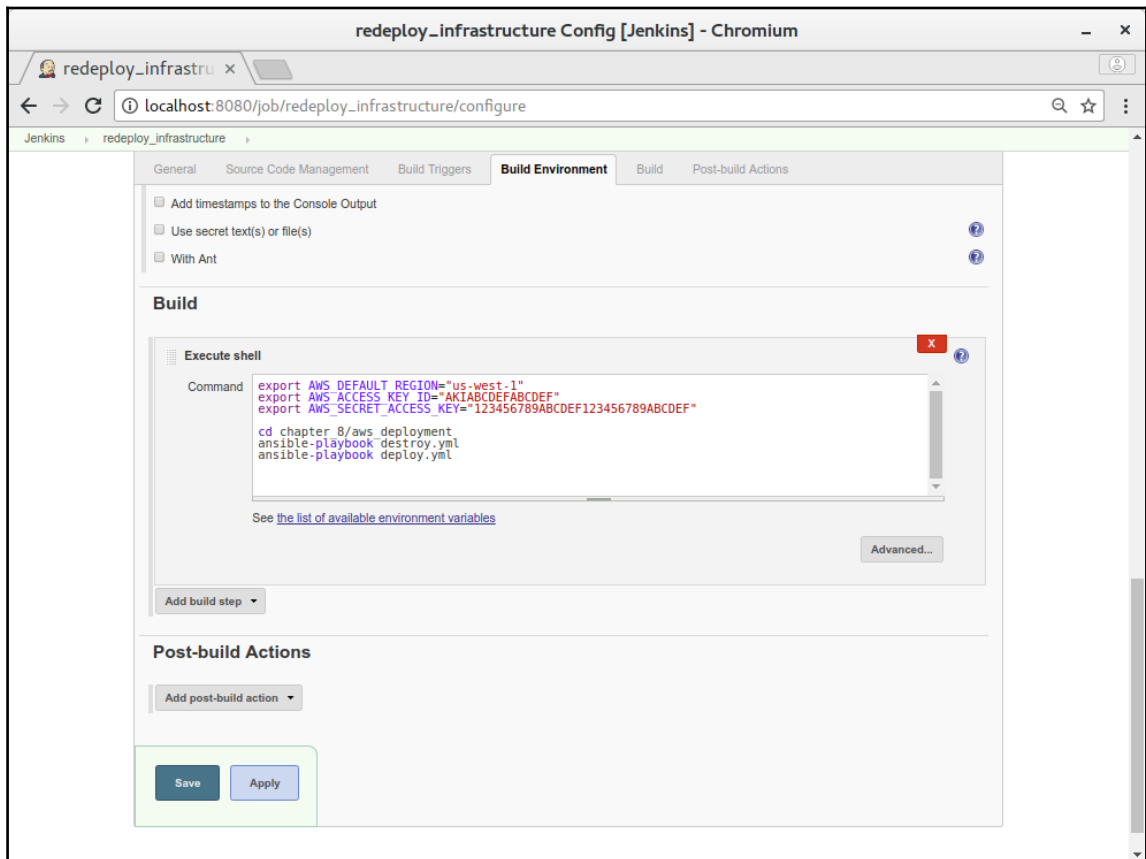 redeploy_infrastructure Config [Jenkins] - Chromium
redeploy_infrastru
localhost:8080/job/redeploy_infrastructure/configure
Jenkins redeploy_infrastructure
General Source Code Management Build Triggers Build Environment Build Post-build Actions
Add timestamps to the Console Output
Use secret text(s) or file(s)
With Ant
Build
X
Execute shell
Command
export AWS_DEFAULT_REGION="us-west-1"
export AWS_ACCESS_KEY_ID="AKIABCDEFABCDEF"
export AWS_SECRET_ACCESS_KEY="123456789ABCDEF123456789ABCDEF"
cd chapter_8/aws_deployment
ansible-playbook destroy.yml
ansible-playbook deploy.yml
See the list of available environment variables
Advanced...
Add build step
Post-build Actions
Add post-build action
Save Apply